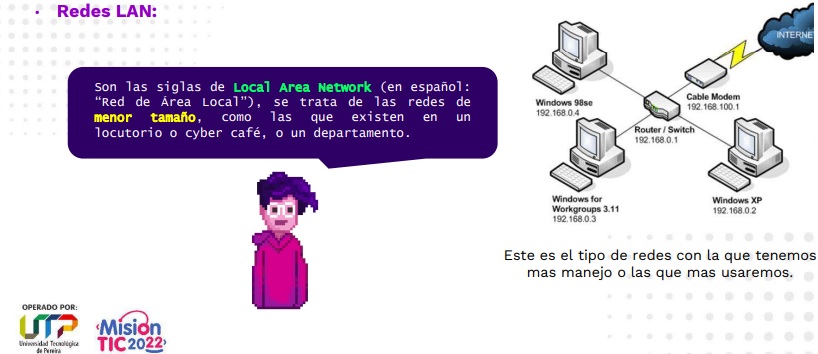 · Redes LAN:
Son las siglas de Local Area Network (en español:
“Red de Área Local”), se trata de las redes de
menor tamaño, como las que existen en un
locutorio o cyber café, o un departamento.
INTERNE
Windows 98se
192.168.0.4
Cable Modem
192.168.100.1
Router / Switch
192.168.0.1
Windows for
Workgroups 3.11
192.168.0.3
Windows XP
192.168.0.2
Este es el tipo de redes con la que tenemos
mas manejo o las que mas usaremos.
OPERADO POR:
UTP
Universidad Tecnológica
de Pereira
Misión
TIC 2022